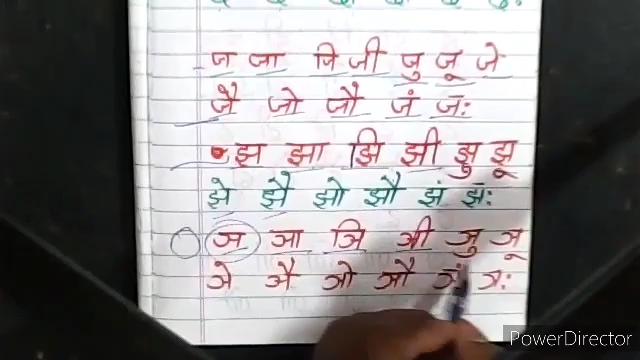 ज जा जि जी जु जू जे
जै जो जौ जं जः
झ झा झि झी झु झू
झे झै झो झौ झं झः
ञ ञा ञि ञी ञु ञू
ञे ञै ञो ञौ ञं ञः
PowerDirector